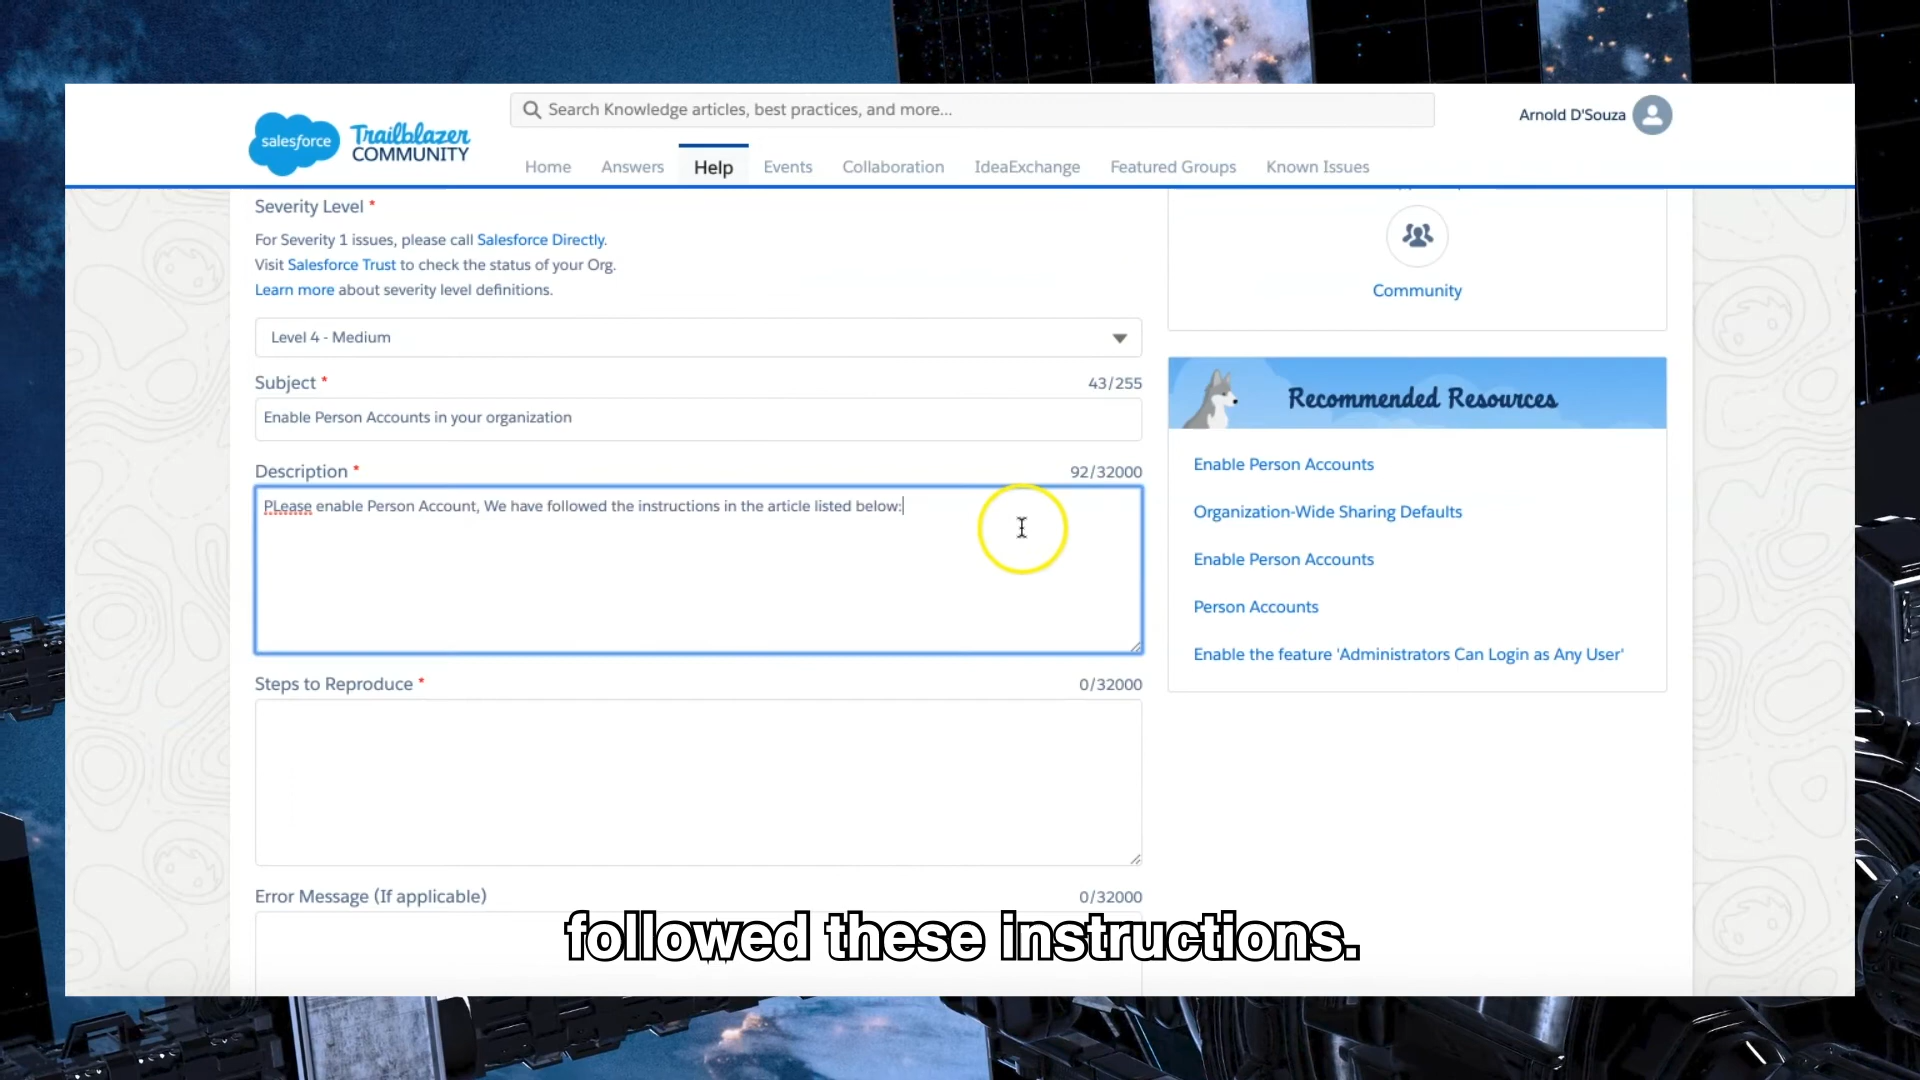 salesforce
Trailblazer
COMMUNITY
Search Knowledge articles, best practices, and more...
Arnold D'Souza
Home Answers Help Events Collaboration IdeaExchange Featured Groups Known Issues
Severity Level *
For Severity 1 issues, please call Salesforce Directly.
Visit Salesforce Trust to check the status of your Org.
Learn more about severity level definitions.
Level 4 - Medium
Subject * 43/255
Enable Person Accounts in your organization
Description * 92/32000
PLease enable Person Account, We have followed the instructions in the article listed below:
Steps to Reproduce * 0/32000
Error Message (If applicable) 0/32000
Community
Recommended Resources
Enable Person Accounts
Organization-Wide Sharing Defaults
Enable Person Accounts
Person Accounts
Enable the feature 'Administrators Can Login as Any User'
followed these instructions.